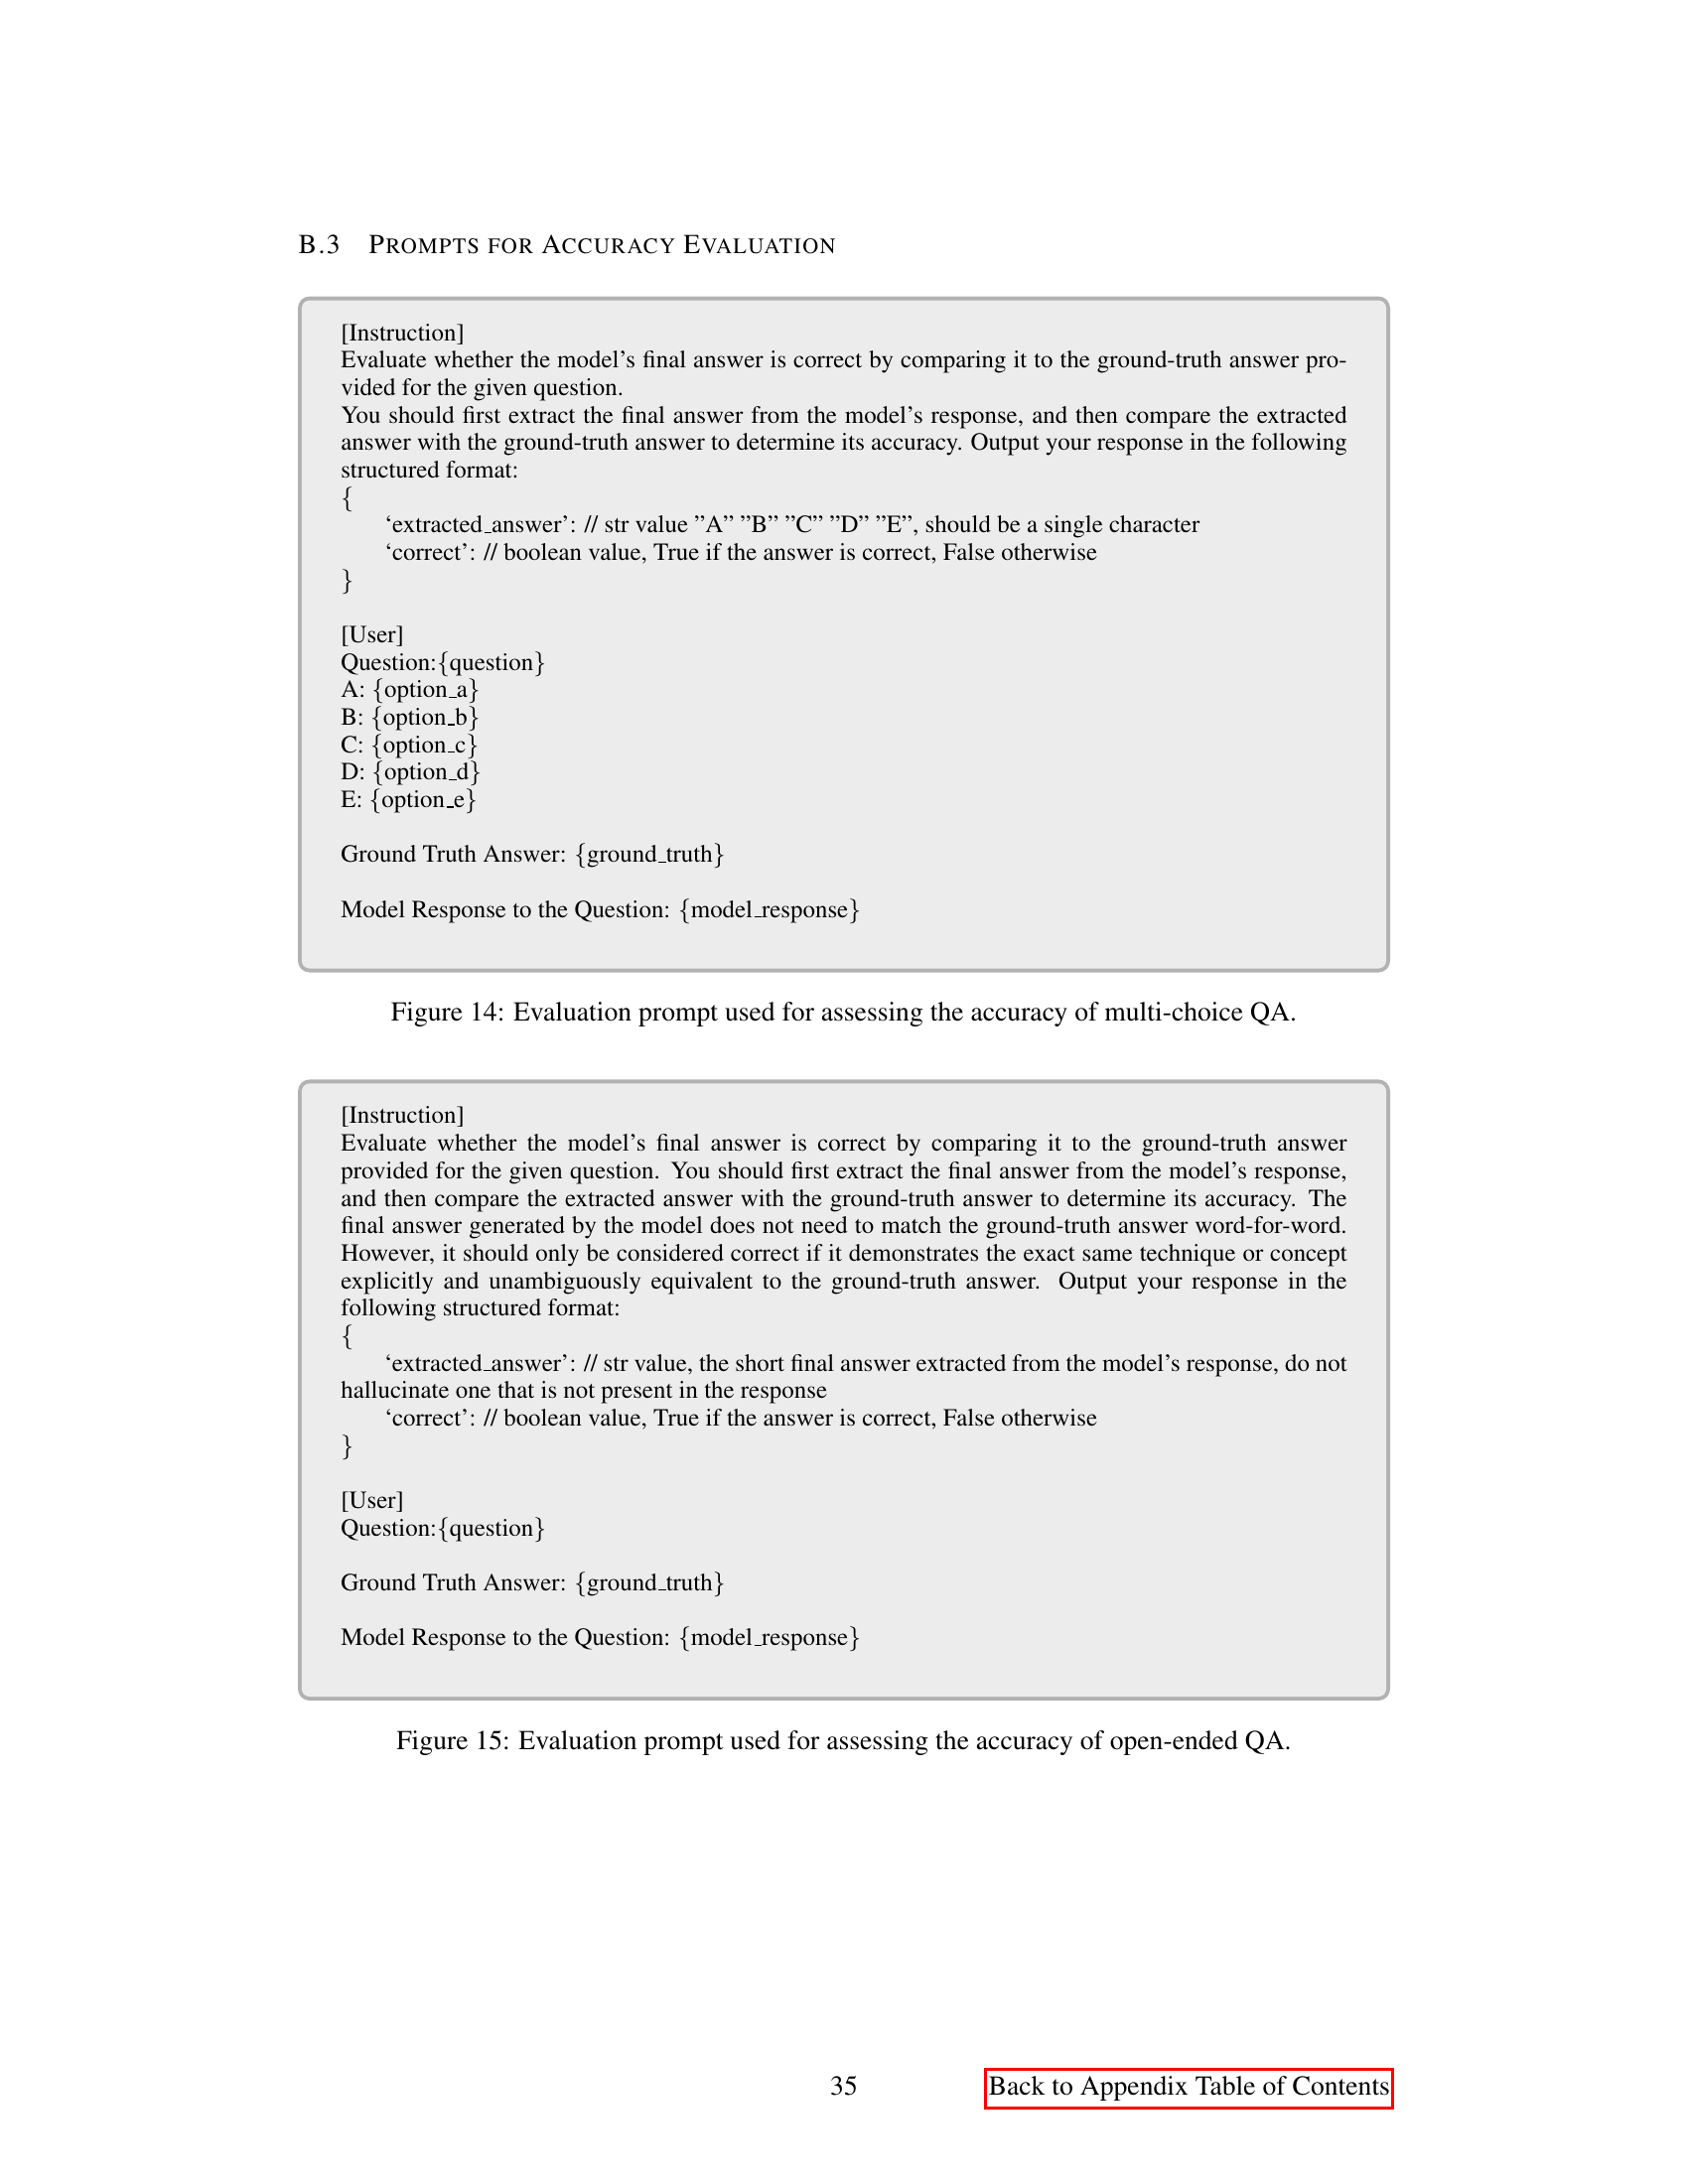 B.3 PROMPTS FOR ACCURACY EVALUATION
[Instruction]
Evaluate whether the model’s final answer is correct by comparing it to the ground-truth answer pro-
vided for the given question.
You should first extract the final answer from the model’s response, and then compare the extracted
answer with the ground-truth answer to determine its accuracy. Output your response in the following
structured format:
{
‘extracted_answer’: // str value ”A” ”B” ”C” ”D” ”E”, should be a single character
‘correct’: // boolean value, True if the answer is correct, False otherwise
}
[User]
Question:{question}
A: {option_a}
B: {option_b}
C: {option_c}
D: {option_d}
E: {option_e}
Ground Truth Answer: {ground_truth}
Model Response to the Question: {model_response}
Figure 14: Evaluation prompt used for assessing the accuracy of multi-choice QA.
[Instruction]
Evaluate whether the model’s final answer is correct by comparing it to the ground-truth answer
provided for the given question. You should first extract the final answer from the model’s response,
and then compare the extracted answer with the ground-truth answer to determine its accuracy. The
final answer generated by the model does not need to match the ground-truth answer word-for-word.
However, it should only be considered correct if it demonstrates the exact same technique or concept
explicitly and unambiguously equivalent to the ground-truth answer. Output your response in the
following structured format:
{
‘extracted_answer’: // str value, the short final answer extracted from the model’s response, do not
hallucinate one that is not present in the response
‘correct’: // boolean value, True if the answer is correct, False otherwise
}
[User]
Question:{question}
Ground Truth Answer: {ground_truth}
Model Response to the Question: {model_response}
Figure 15: Evaluation prompt used for assessing the accuracy of open-ended QA.
35
Back to Appendix Table of Contents